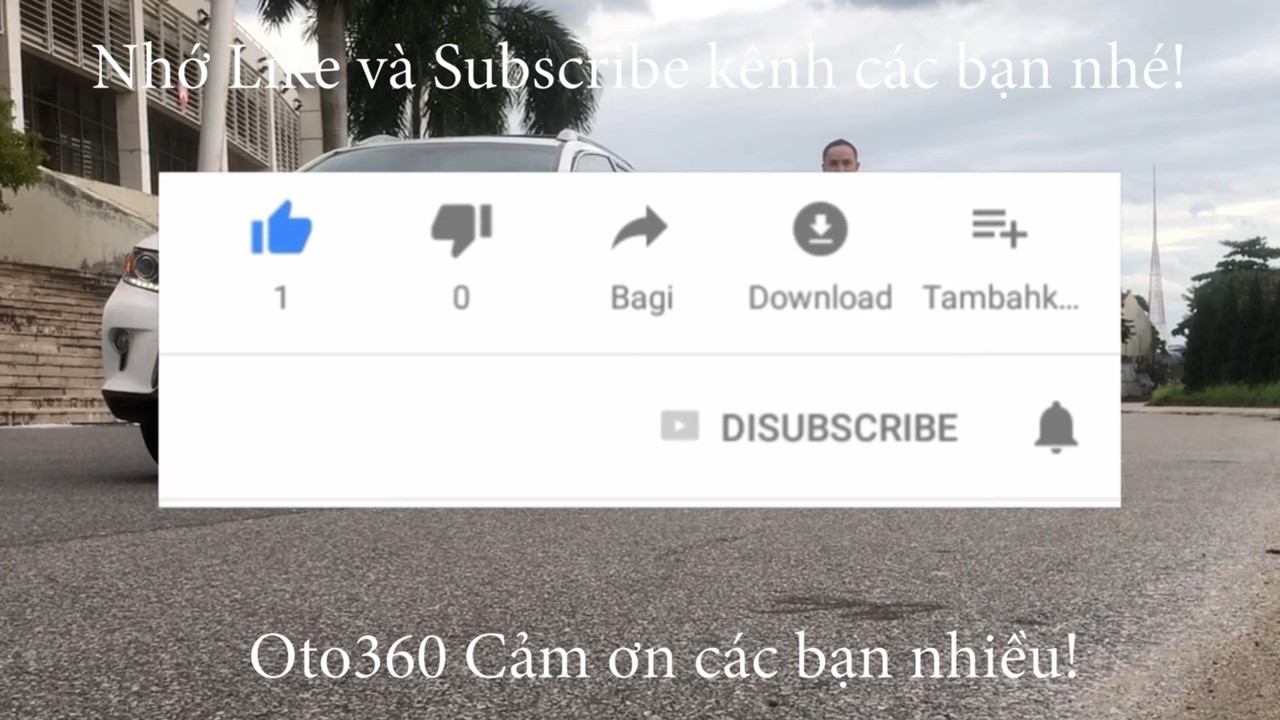 Nhớ Like và Subscribe kênh các bạn nhé!
1 0 Bagi Download Tambahk...
DISUBSCRIBE
Oto360 Cảm ơn các bạn nhiều!